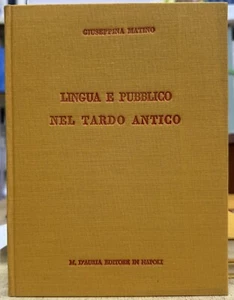 GIUSEPPINA MATINO
LINGUA E PUBBLICO
NEL TARDO ANTICO
M. D'AURIA EDITORE IN NAPOLI